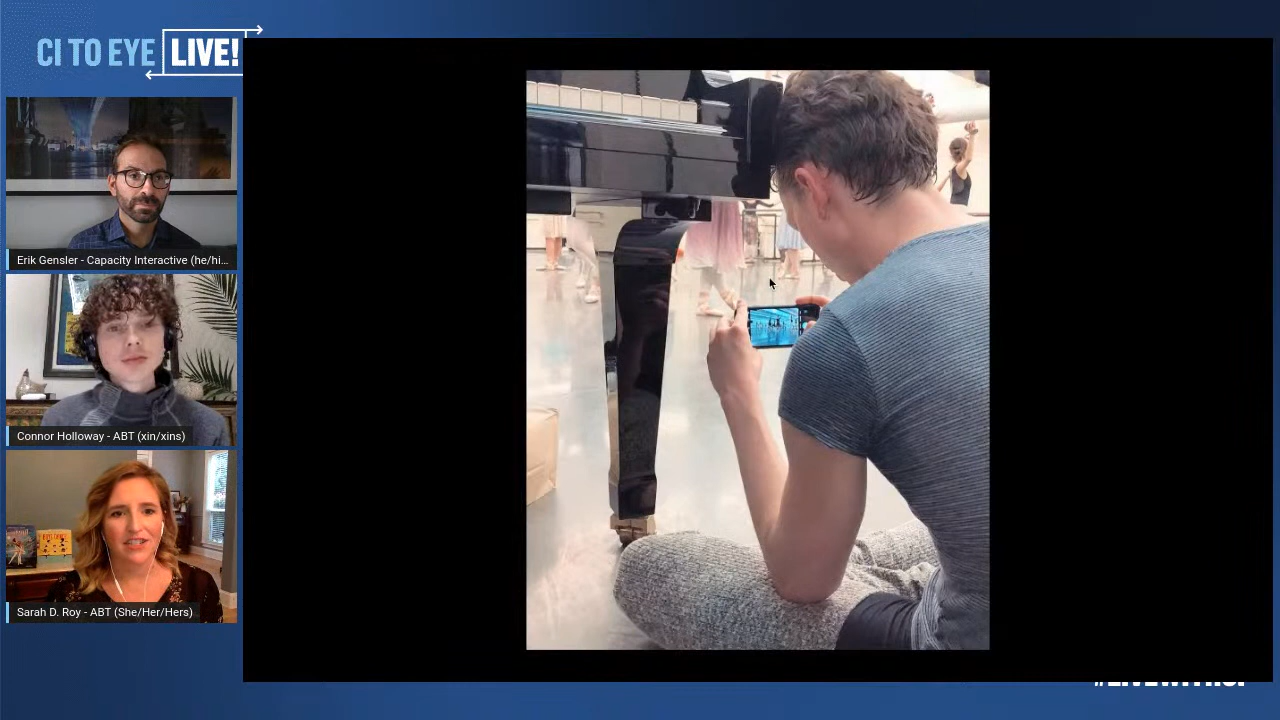 CI TO EYE LIVE!
Erik Gensler - Capacity Interactive (he/hi...
Connor Holloway - ABT (xin/xins)
Sarah D. Roy - ABT (She/Her/Hers)